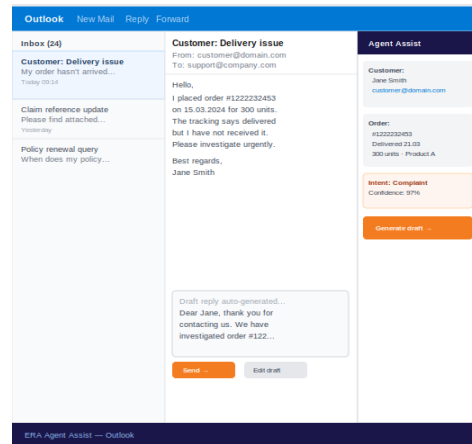 Outlook New Mail Reply Forward
Inbox (24)
Customer: Delivery issue
My order hasn't arrived...
Today 09:14
Claim reference update
Please find attached...
Yesterday
Policy renewal query
When does my policy...
Customer: Delivery issue
From: customer@domain.com
To: support@company.com
Hello,
I placed order #1222232453
on 15.03.2024 for 300 units.
The tracking says delivered
but I have not received it.
Please investigate urgently.
Best regards,
Jane Smith
Draft reply auto-generated...
Dear Jane, thank you for
contacting us. We have
investigated order #122...
Send →
Edit draft
Agent Assist
Customer:
Jane Smith
customer@domain.com
Order:
#1222232453
Delivered 21.03
300 units · Product A
Intent: Complaint
Confidence: 97%
Generate draft →
ERA Agent Assist — Outlook